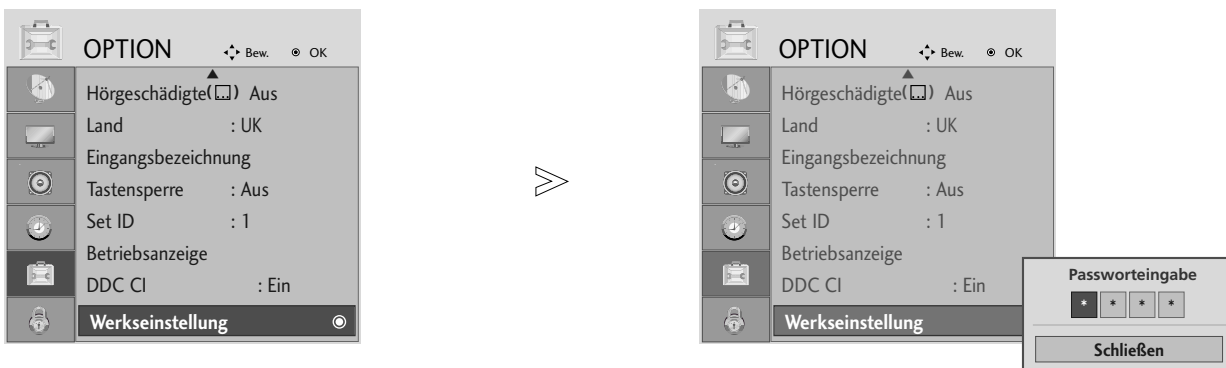 OPTION Bew. OK
Hörgeschädigte(...) Aus
Land : UK
Eingangsbezeichnung
Tastensperre : Aus
Set ID : 1
Betriebsanzeige
DDC CI : Ein
Werkseinstellung
OPTION Bew. OK
Hörgeschädigte(...) Aus
Land : UK
Eingangsbezeichnung
Tastensperre : Aus
Set ID : 1
Betriebsanzeige
DDC CI : Ein
Werkseinstellung
Passworteingabe
* * * *
Schließen